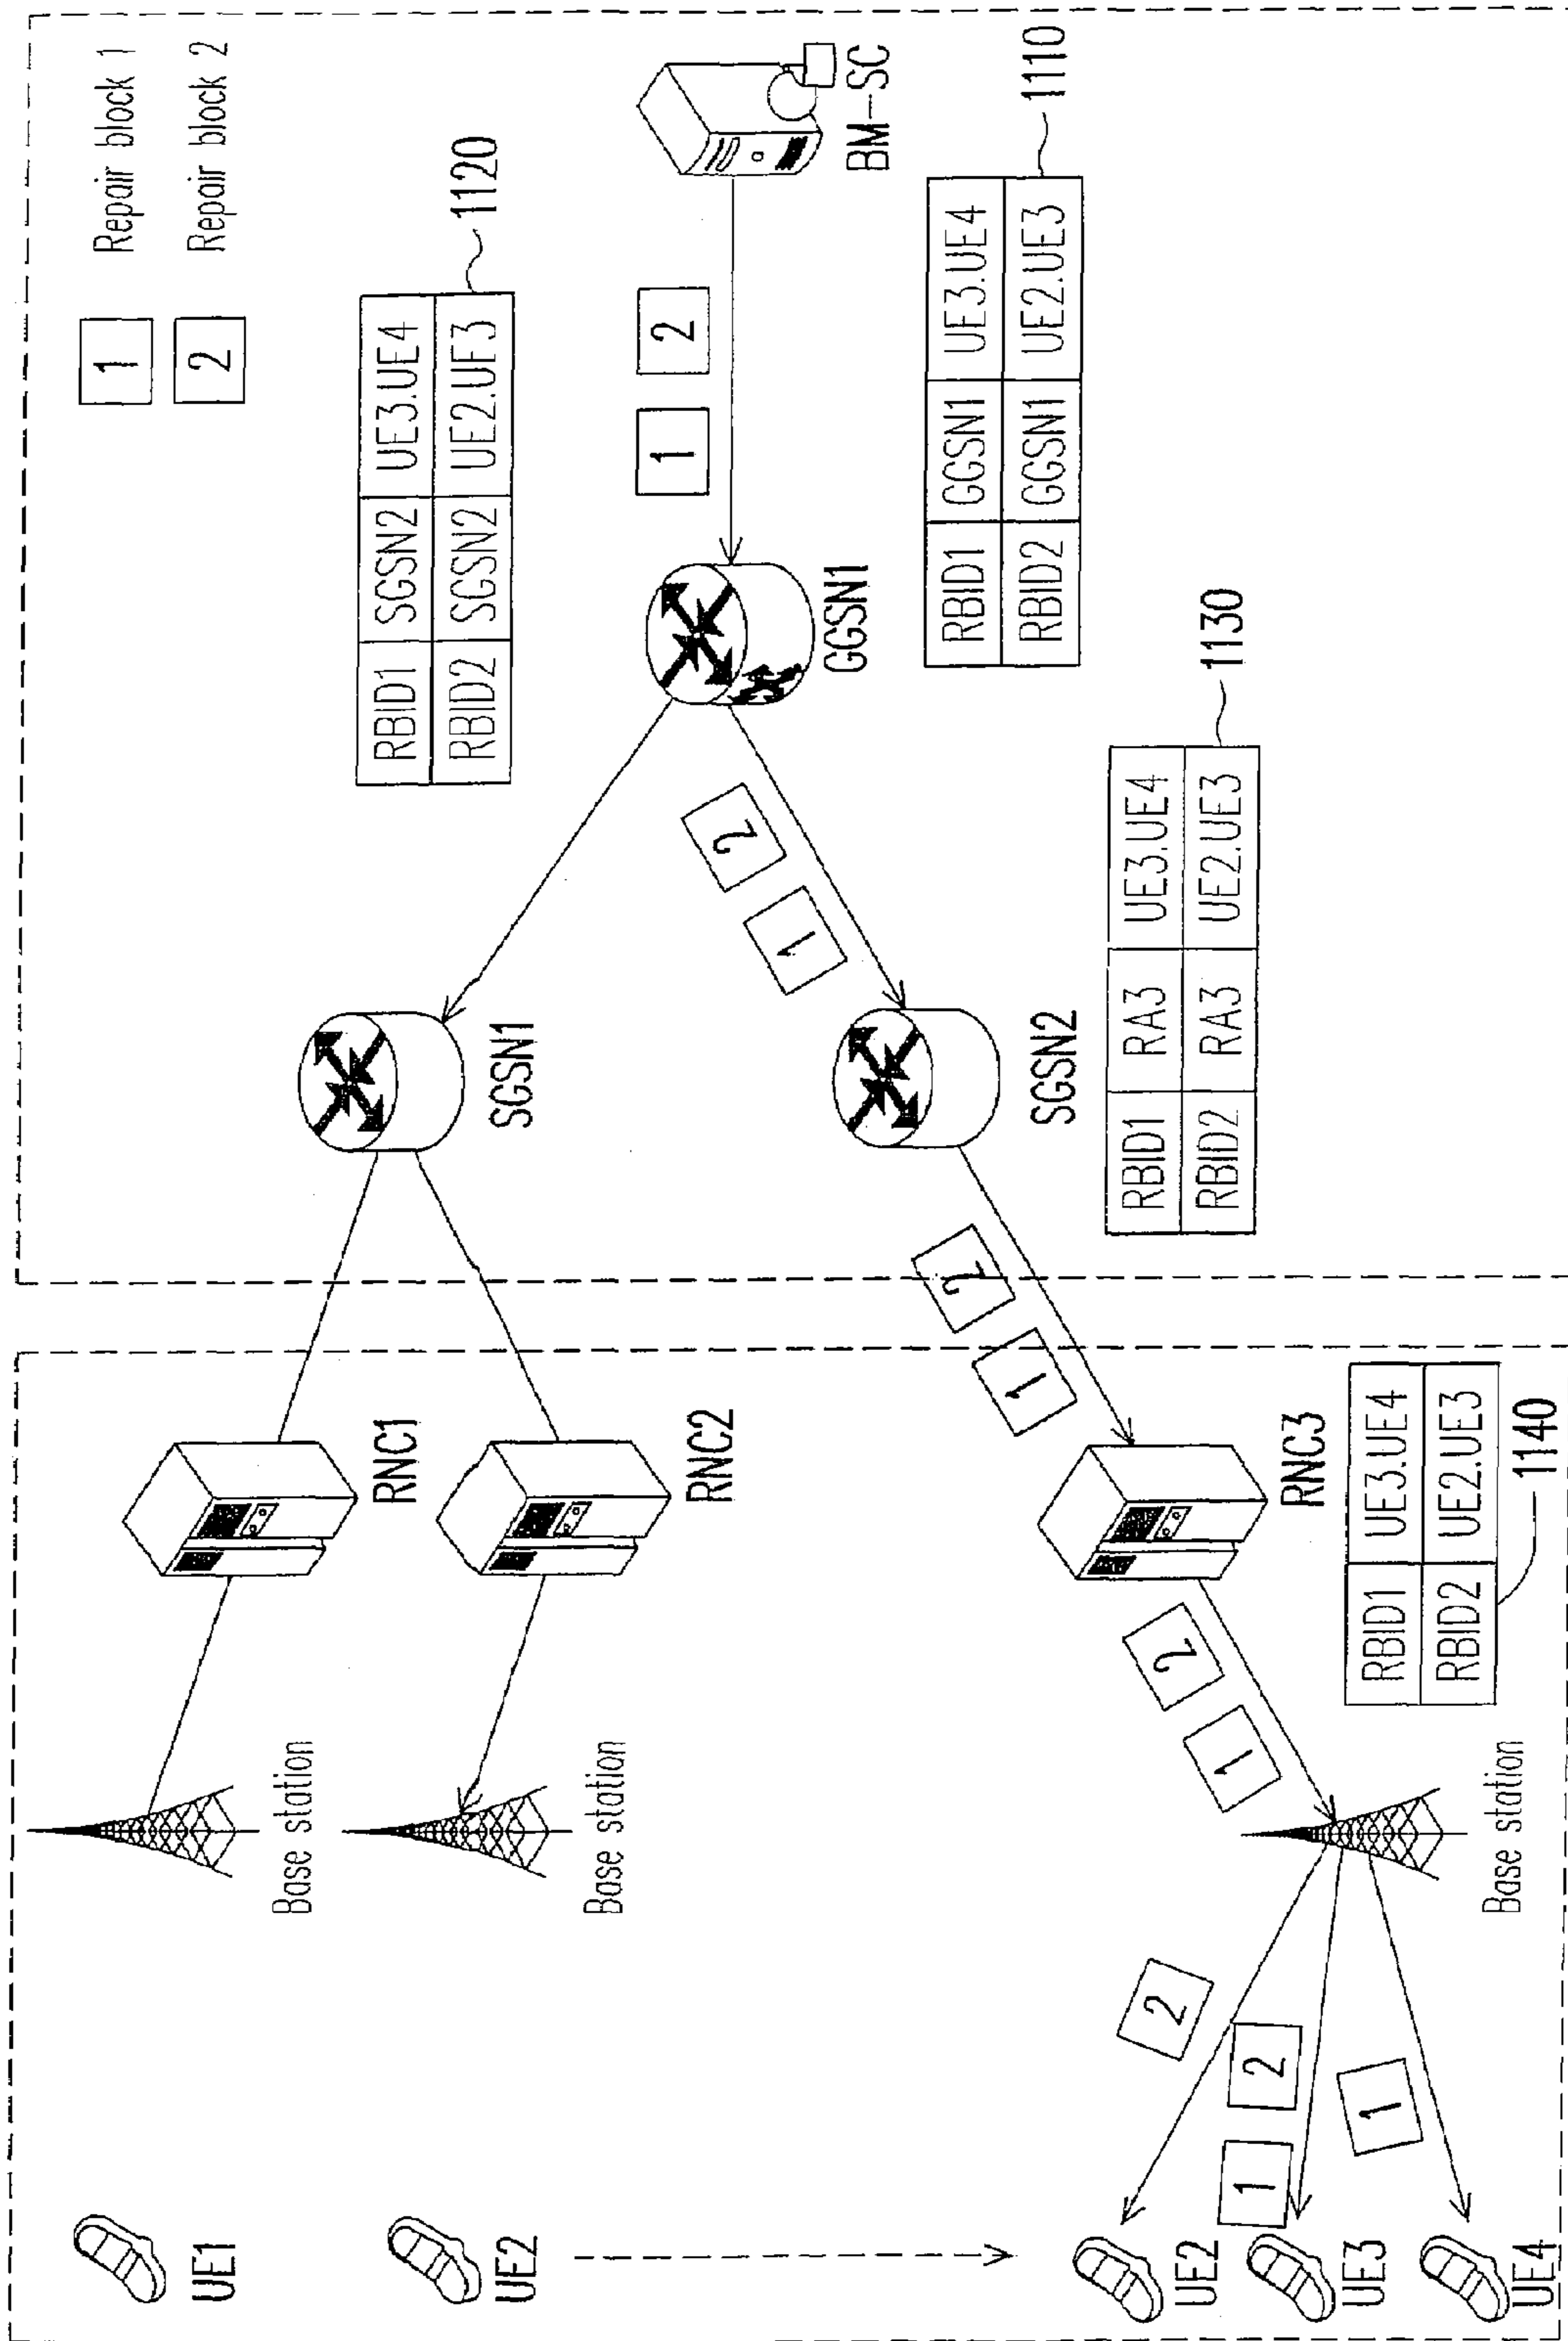 1 Repair block 1
2 Repair block 2
1120
RBID1 SGSN2 UE3.UE4
RBID2 SGSN2 UE2.UE3
BM-SC
1 2
GGSN1
RBID1 GGSN1 UE3.UE4
RBID2 GGSN1 UE2.UE3
1110
SGSN1
1 2
SGSN2
RBID1 RA3 UE3.UE4
RBID2 RA3 UE2.UE3
1130
1 2
RNC1
RNC2
RNC3
RBID1 UE3.UE4
RBID2 UE2.UE3
1140
1 2
Base station
Base station
Base station
2
1 2
1
UE1
UE2
UE2
UE3
UE4